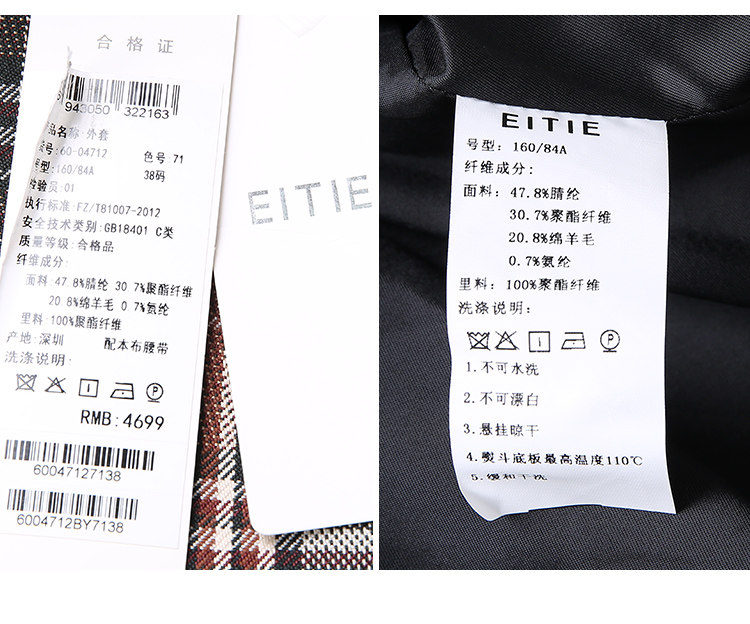 合格证
943050 322163
品名称:外套
号:60-04712 色号:71
型:160/84A 38码
检验员:01
执行标准:FZ/T81007-2012
安全技术类别:GB18401 C类
质量等级:合格品
纤维成分:
面料:47.8%腈纶 30.7%聚酯纤维
20.8%绵羊毛 0.7%氨纶
里料:100%聚酯纤维
产地:深圳 配本布腰带
洗涤说明:
P
RMB:4699
60047127138
6004712BY7138
EITIE
EITIE
号型:160/84A
纤维成分:
面料:47.8%腈纶
30.7%聚酯纤维
20.8%绵羊毛
0.7%氨纶
里料:100%聚酯纤维
洗涤说明:
P
1.不可水洗
2.不可漂白
3.悬挂晾干
4.熨斗底板最高温度110℃
5.缓和干洗